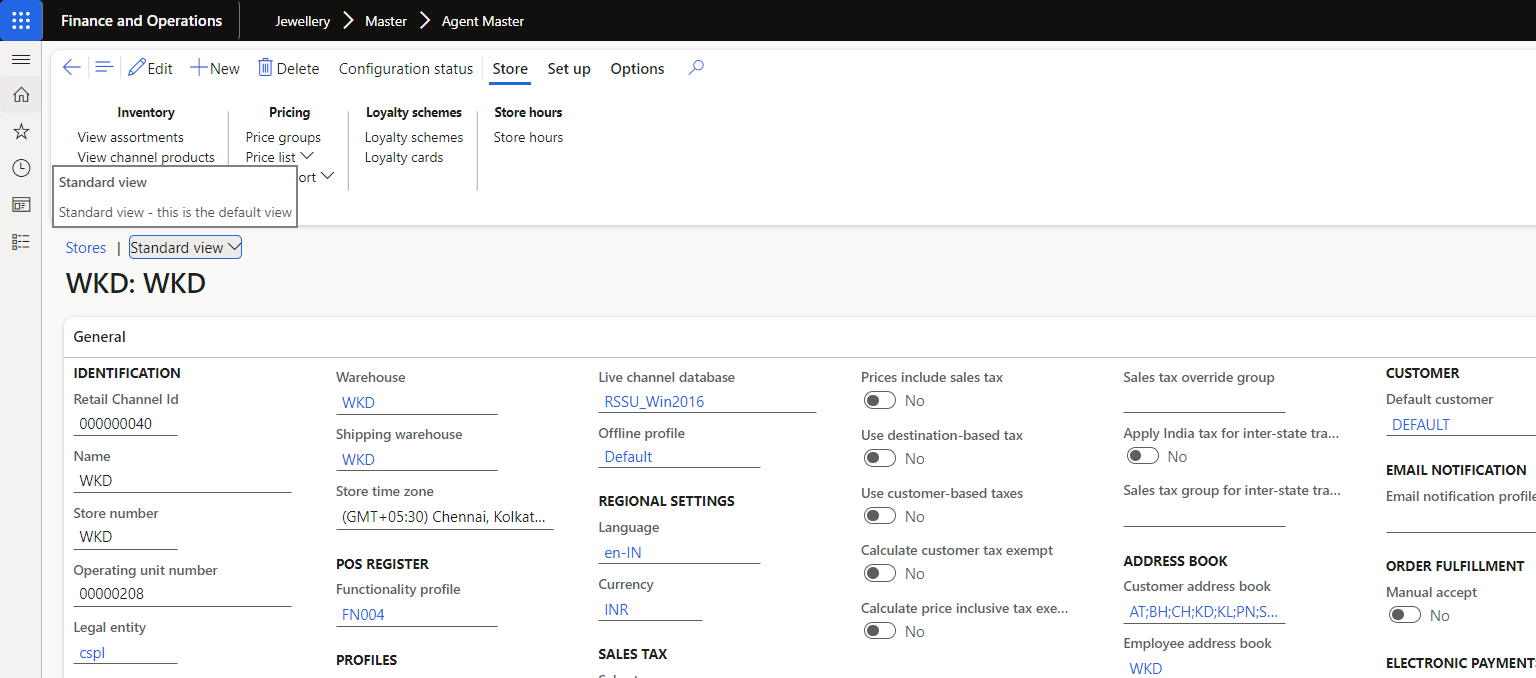 Finance and Operations
Jewellery > Master > Agent Master
Edit New Delete Configuration status Store Set up Options
Inventory
View assortments
View channel products
Pricing
Price groups
Price list
ort
Loyalty schemes
Loyalty schemes
Loyalty cards
Store hours
Store hours
Standard view
Standard view - this is the default view
Stores | Standard view
WKD: WKD
General
IDENTIFICATION
Retail Channel Id
000000040
Name
WKD
Store number
WKD
Operating unit number
00000208
Legal entity
cspl
Warehouse
WKD
Shipping warehouse
WKD
Store time zone
(GMT+05:30) Chennai, Kolkat...
POS REGISTER
Functionality profile
FN004
PROFILES
Live channel database
RSSU_Win2016
Offline profile
Default
REGIONAL SETTINGS
Language
en-IN
Currency
INR
SALES TAX
Prices include sales tax
No
Use destination-based tax
No
Use customer-based taxes
No
Calculate customer tax exempt
No
Calculate price inclusive tax exe...
No
Sales tax override group
Apply India tax for inter-state tra...
No
Sales tax group for inter-state tra...
ADDRESS BOOK
Customer address book
AT;BH;CH;KD;KL;PN;S...
Employee address book
WKD
CUSTOMER
Default customer
DEFAULT
EMAIL NOTIFICATION
Email notification profile
ORDER FULFILLMENT
Manual accept
No
ELECTRONIC PAYMENT